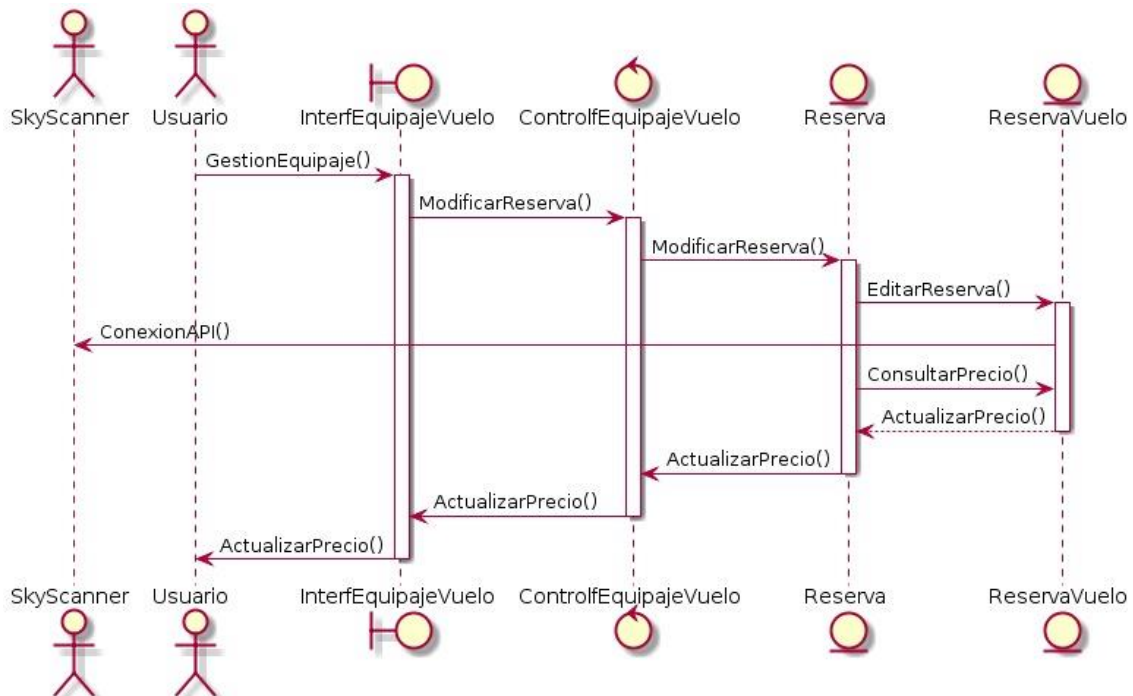 SkyScanner Usuario InterfEquipajeVuelo ControlfEquipajeVuelo Reserva ReservaVuelo
GestionEquipaje()
ModificarReserva()
ModificarReserva()
EditarReserva()
ConexionAPI()
ConsultarPrecio()
ActualizarPrecio()
ActualizarPrecio()
ActualizarPrecio()
ActualizarPrecio()
SkyScanner Usuario InterfEquipajeVuelo ControlfEquipajeVuelo Reserva ReservaVuelo